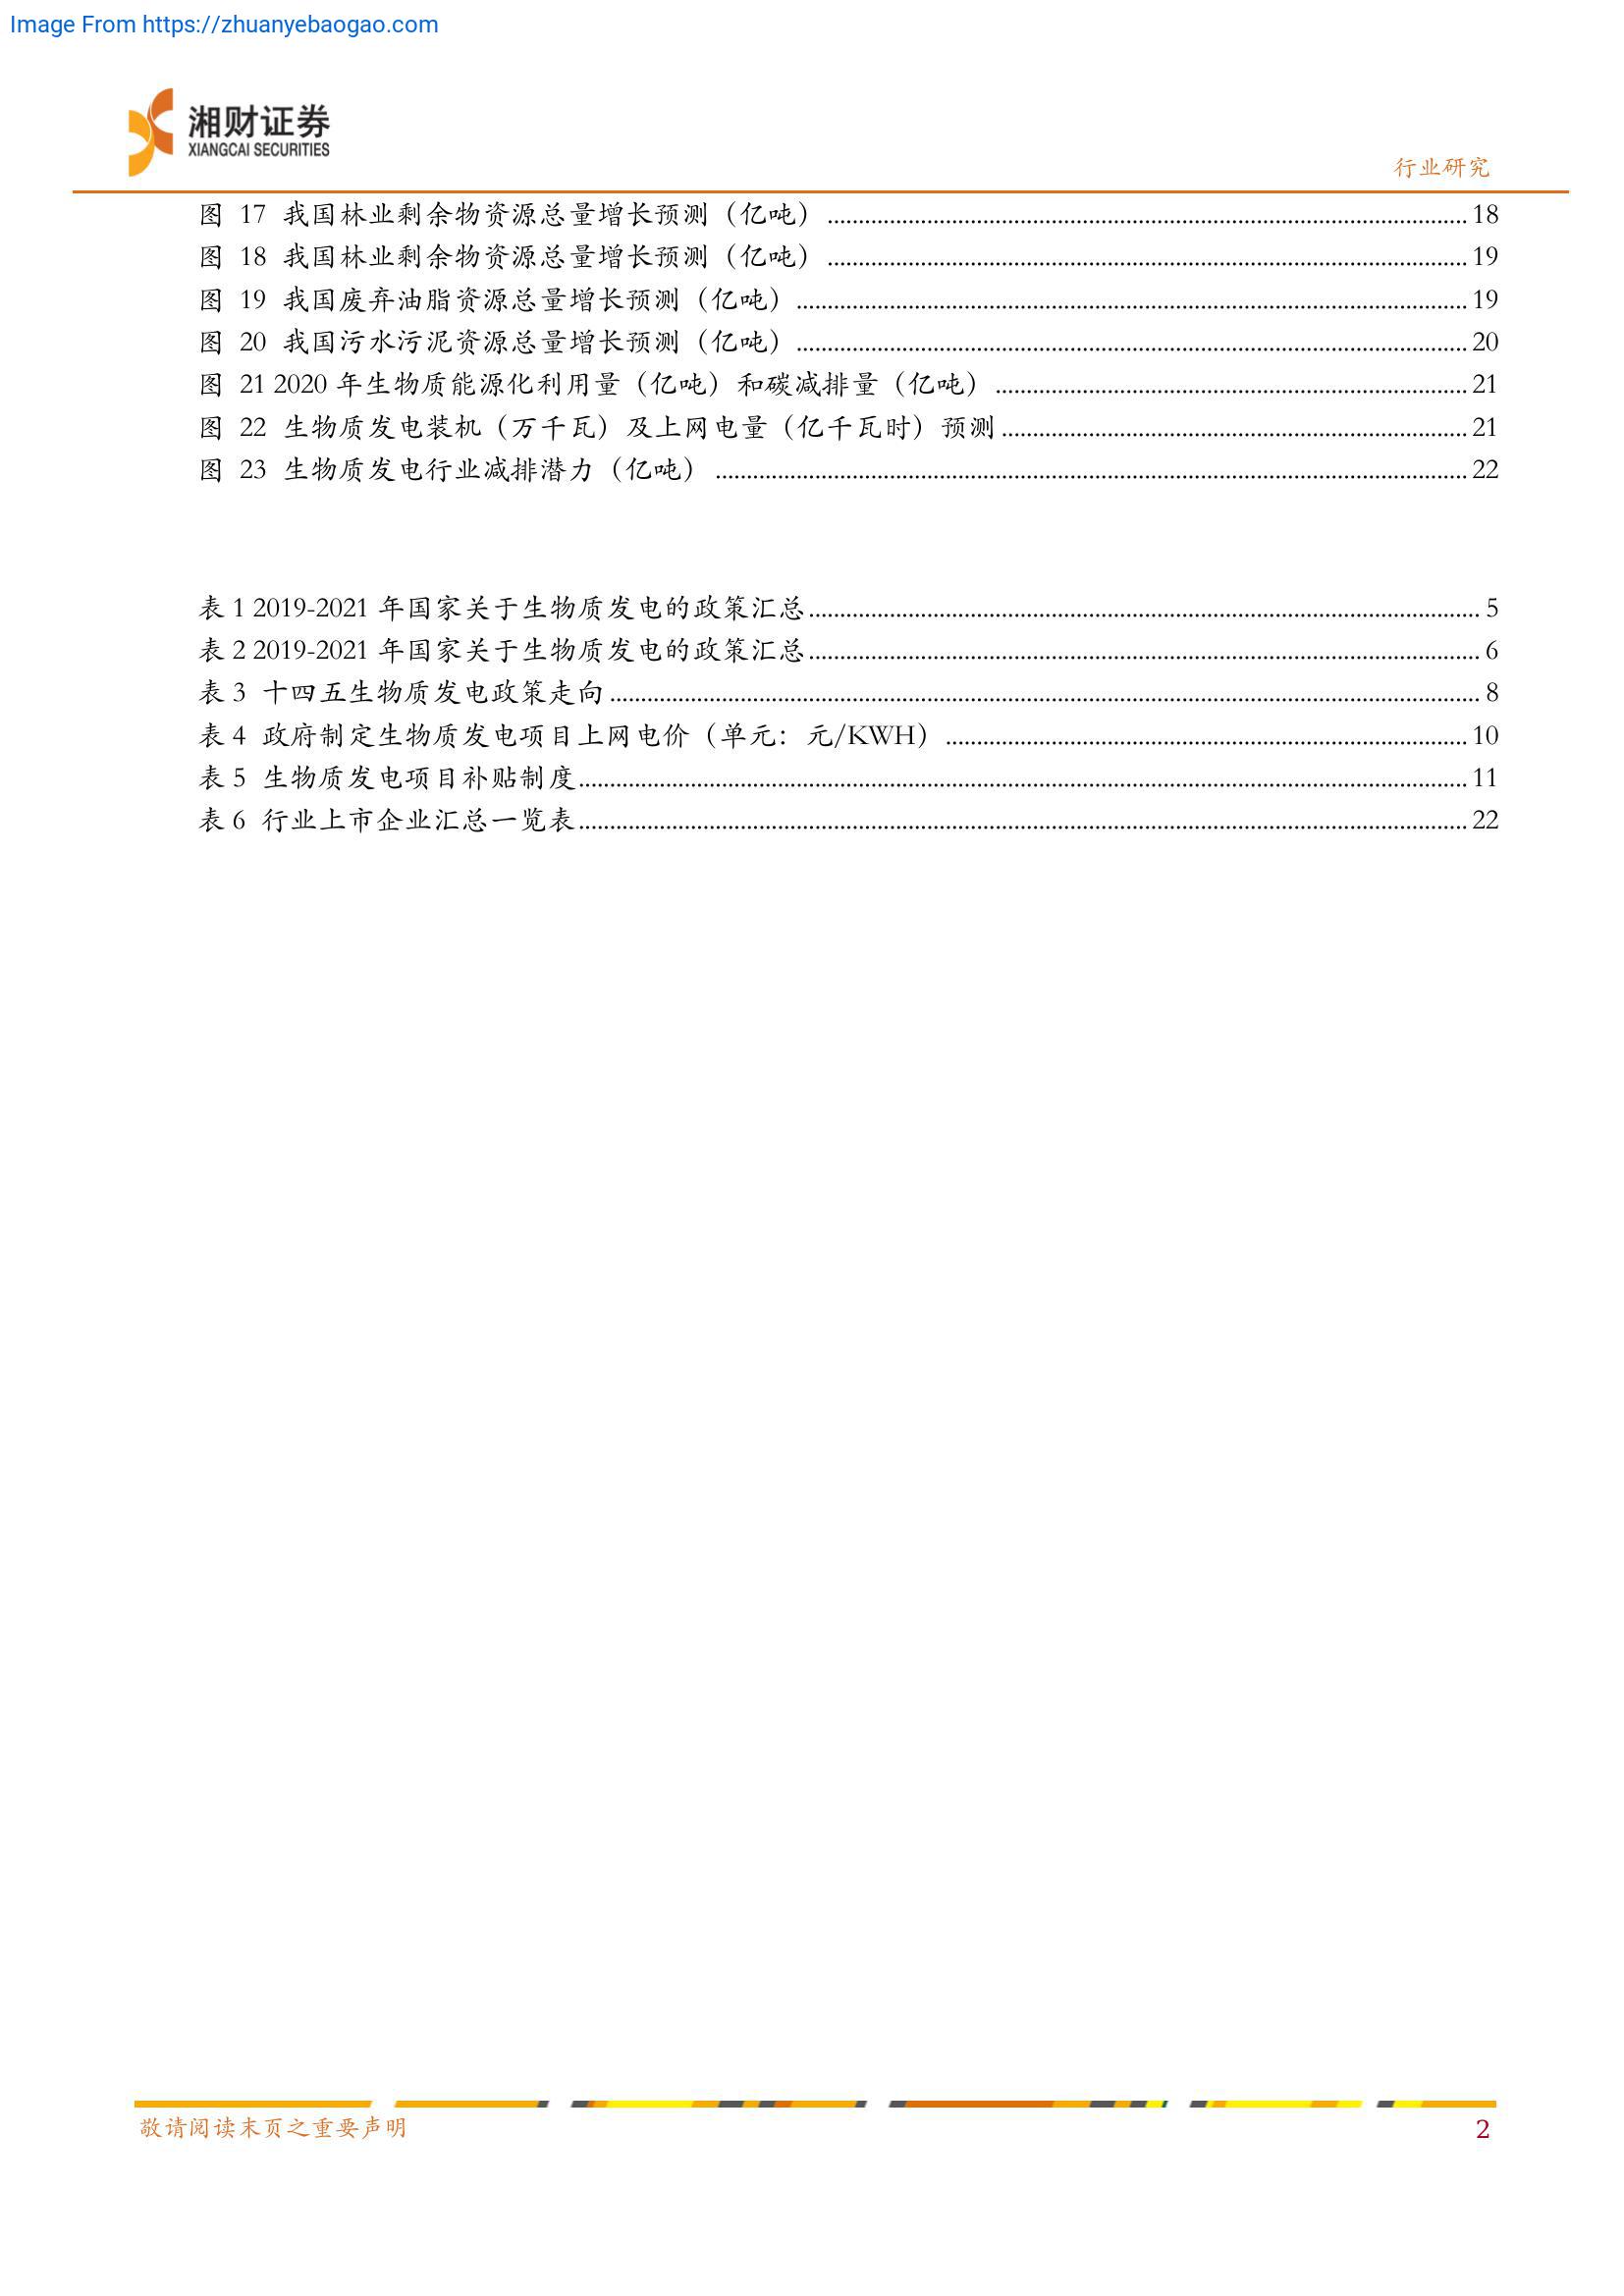 Image From https://zhuanyebaogao.com
湘财证券
XIANGCAI SECURITIES
行业研究
图 17 我国林业剩余物资源总量增长预测（亿吨） ........ 18
图 18 我国林业剩余物资源总量增长预测（亿吨） ........ 19
图 19 我国废弃油脂资源总量增长预测（亿吨） ........ 19
图 20 我国污水污泥资源总量增长预测（亿吨） ........ 20
图 21 2020 年生物质能源化利用量（亿吨）和碳减排量（亿吨） ........ 21
图 22 生物质发电装机（万千瓦）及上网电量（亿千瓦时）预测 ........ 21
图 23 生物质发电行业减排潜力（亿吨） ........ 22
表 1 2019-2021 年国家关于生物质发电的政策汇总 ........ 5
表 2 2019-2021 年国家关于生物质发电的政策汇总 ........ 6
表 3 十四五生物质发电政策走向 ........ 8
表 4 政府制定生物质发电项目上网电价（单元：元/KWH） ........ 10
表 5 生物质发电项目补贴制度 ........ 11
表 6 行业上市企业汇总一览表 ........ 22
敬请阅读末页之重要声明
2